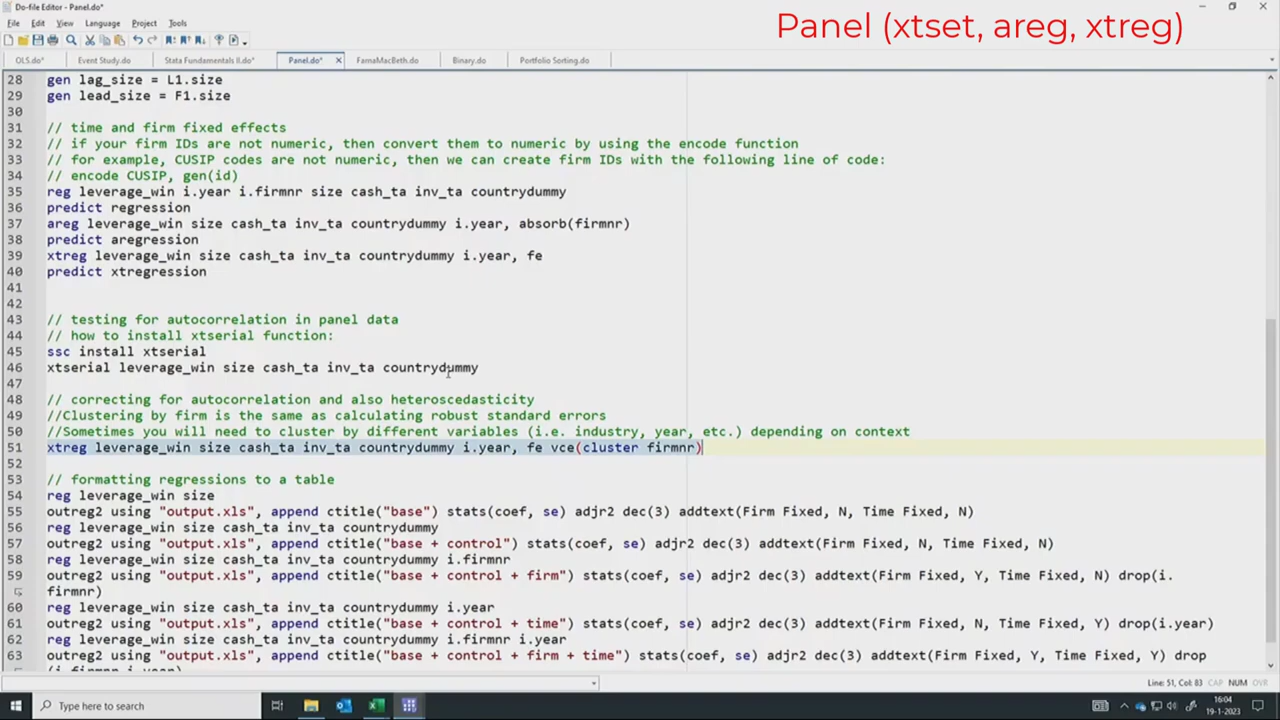 Do-file Editor - Panel.do*
Panel (xtset, areg, xtreg)
File Edit View Language Project Tools
OLS.do* Event Study.do Stata Fundamentals II.do* Panel.do* FamaMacBeth.do Binary.do Portfolio Sorting.do
28 gen lag_size = L1.size
29 gen lead_size = F1.size
30
31 // time and firm fixed effects
32 // if your firm IDs are not numeric, then convert them to numeric by using the encode function
33 // for example, CUSIP codes are not numeric, then we can create firm IDs with the following line of code:
34 // encode CUSIP, gen(id)
35 reg leverage_win i.year i.firmnr size cash_ta inv_ta countrydummy
36 predict regression
37 areg leverage_win size cash_ta inv_ta countrydummy i.year, absorb(firmnr)
38 predict aregression
39 xtreg leverage_win size cash_ta inv_ta countrydummy i.year, fe
40 predict xtregression
41
42
43 // testing for autocorrelation in panel data
44 // how to install xtserial function:
45 ssc install xtserial
46 xtserial leverage_win size cash_ta inv_ta countrydummy
47
48 // correcting for autocorrelation and also heteroscedasticity
49 //Clustering by firm is the same as calculating robust standard errors
50 //Sometimes you will need to cluster by different variables (i.e. industry, year, etc.) depending on context
51 xtreg leverage_win size cash_ta inv_ta countrydummy i.year, fe vce(cluster firmnr)
52
53 // formatting regressions to a table
54 reg leverage_win size
55 outreg2 using "output.xls", append ctitle("base") stats(coef, se) adjr2 dec(3) addtext(Firm Fixed, N, Time Fixed, N)
56 reg leverage_win size cash_ta inv_ta countrydummy
57 outreg2 using "output.xls", append ctitle("base + control") stats(coef, se) adjr2 dec(3) addtext(Firm Fixed, N, Time Fixed, N)
58 reg leverage_win size cash_ta inv_ta countrydummy i.firmnr
59 outreg2 using "output.xls", append ctitle("base + control + firm") stats(coef, se) adjr2 dec(3) addtext(Firm Fixed, Y, Time Fixed, N) drop(i.
firmnr)
60 reg leverage_win size cash_ta inv_ta countrydummy i.year
61 outreg2 using "output.xls", append ctitle("base + control + time") stats(coef, se) adjr2 dec(3) addtext(Firm Fixed, N, Time Fixed, Y) drop(i.year)
62 reg leverage_win size cash_ta inv_ta countrydummy i.firmnr i.year
63 outreg2 using "output.xls", append ctitle("base + control + firm + time") stats(coef, se) adjr2 dec(3) addtext(Firm Fixed, Y, Time Fixed, Y) drop
(i.firmnr i.year)
Line: 51, Col: 83 CAP NUM OVR
Type here to search
16:04
19-1-2023